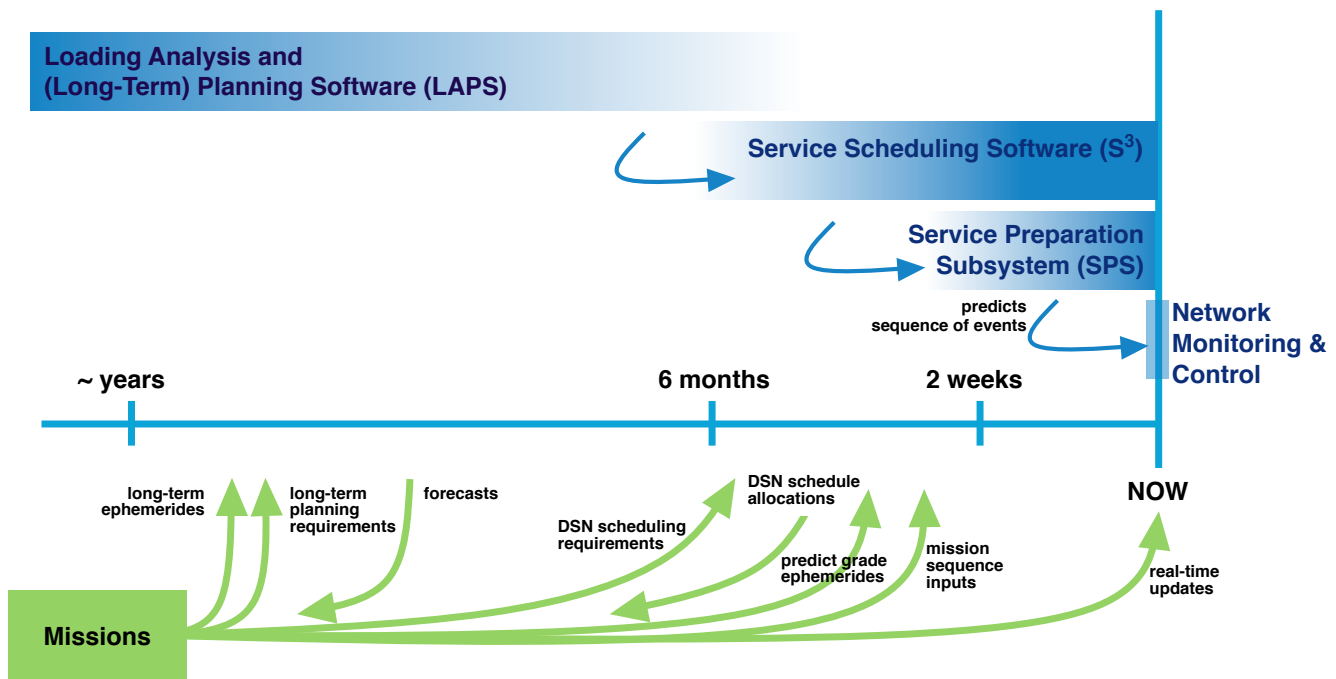 Loading Analysis and
(Long-Term) Planning Software (LAPS)
Service Scheduling Software (S³)
Service Preparation
Subsystem (SPS)
predicts
sequence of events
Network
Monitoring &
Control
~ years
6 months
2 weeks
NOW
long-term
ephemerides
long-term
planning
requirements
forecasts
DSN scheduling
requirements
DSN schedule
allocations
predict grade
ephemerides
mission
sequence
inputs
real-time
updates
Missions